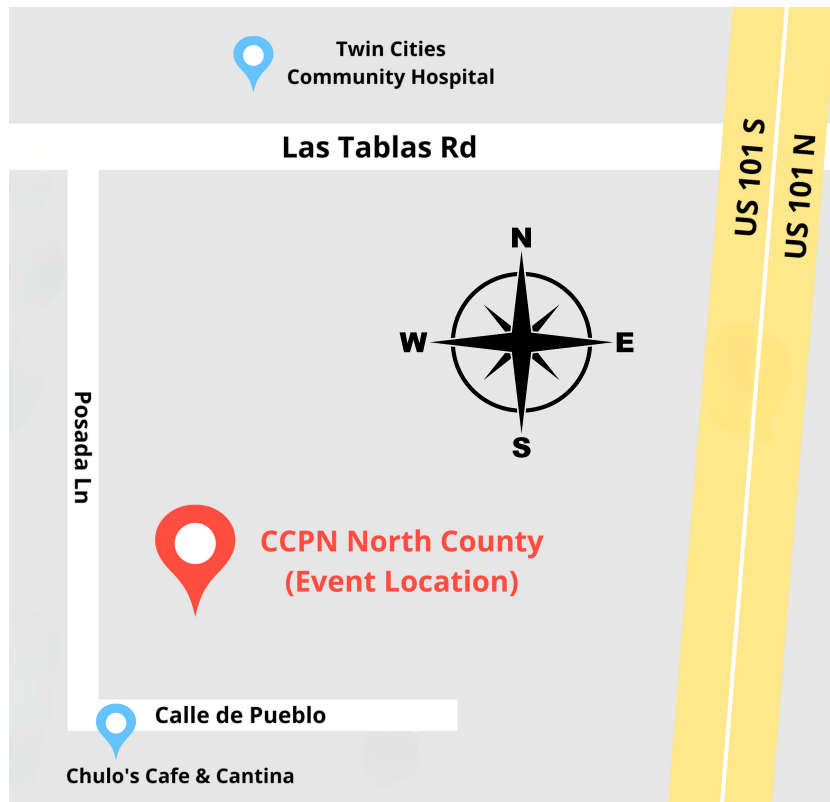 Twin Cities
Community Hospital
Las Tablas Rd
US 101 S
US 101 N
N
W
E
S
Posada Ln
CCPN North County
(Event Location)
Calle de Pueblo
Chulo's Cafe & Cantina